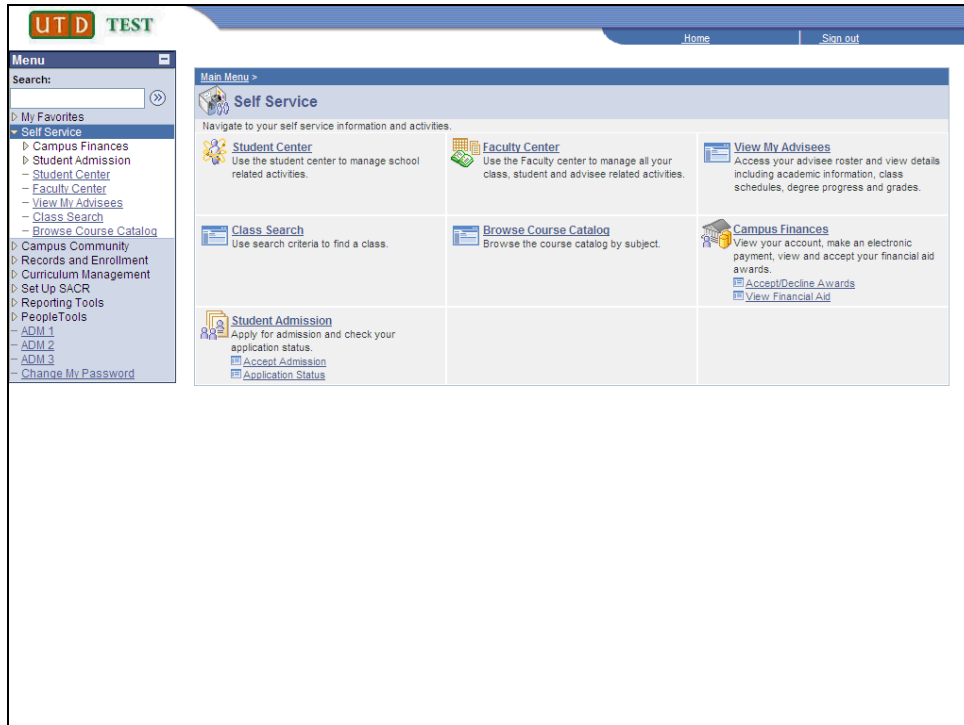 UTD TEST
Home
Sign out
Menu
Search:
My Favorites
Self Service
Campus Finances
Student Admission
Student Center
Faculty Center
View My Advisees
Class Search
Browse Course Catalog
Campus Community
Records and Enrollment
Curriculum Management
Set Up SACR
Reporting Tools
PeopleTools
ADM 1
ADM 2
ADM 3
Change My Password
Main Menu >
Self Service
Navigate to your self service information and activities.
Student Center
Use the student center to manage school
related activities.
Faculty Center
Use the Faculty center to manage all your
class, student and advisee related activities.
View My Advisees
Access your advisee roster and view details
including academic information, class
schedules, degree progress and grades.
Class Search
Use search criteria to find a class.
Browse Course Catalog
Browse the course catalog by subject.
Campus Finances
View your account, make an electronic
payment, view and accept your financial aid
awards.
Accept/Decline Awards
View Financial Aid
Student Admission
Apply for admission and check your
application status.
Accept Admission
Application Status